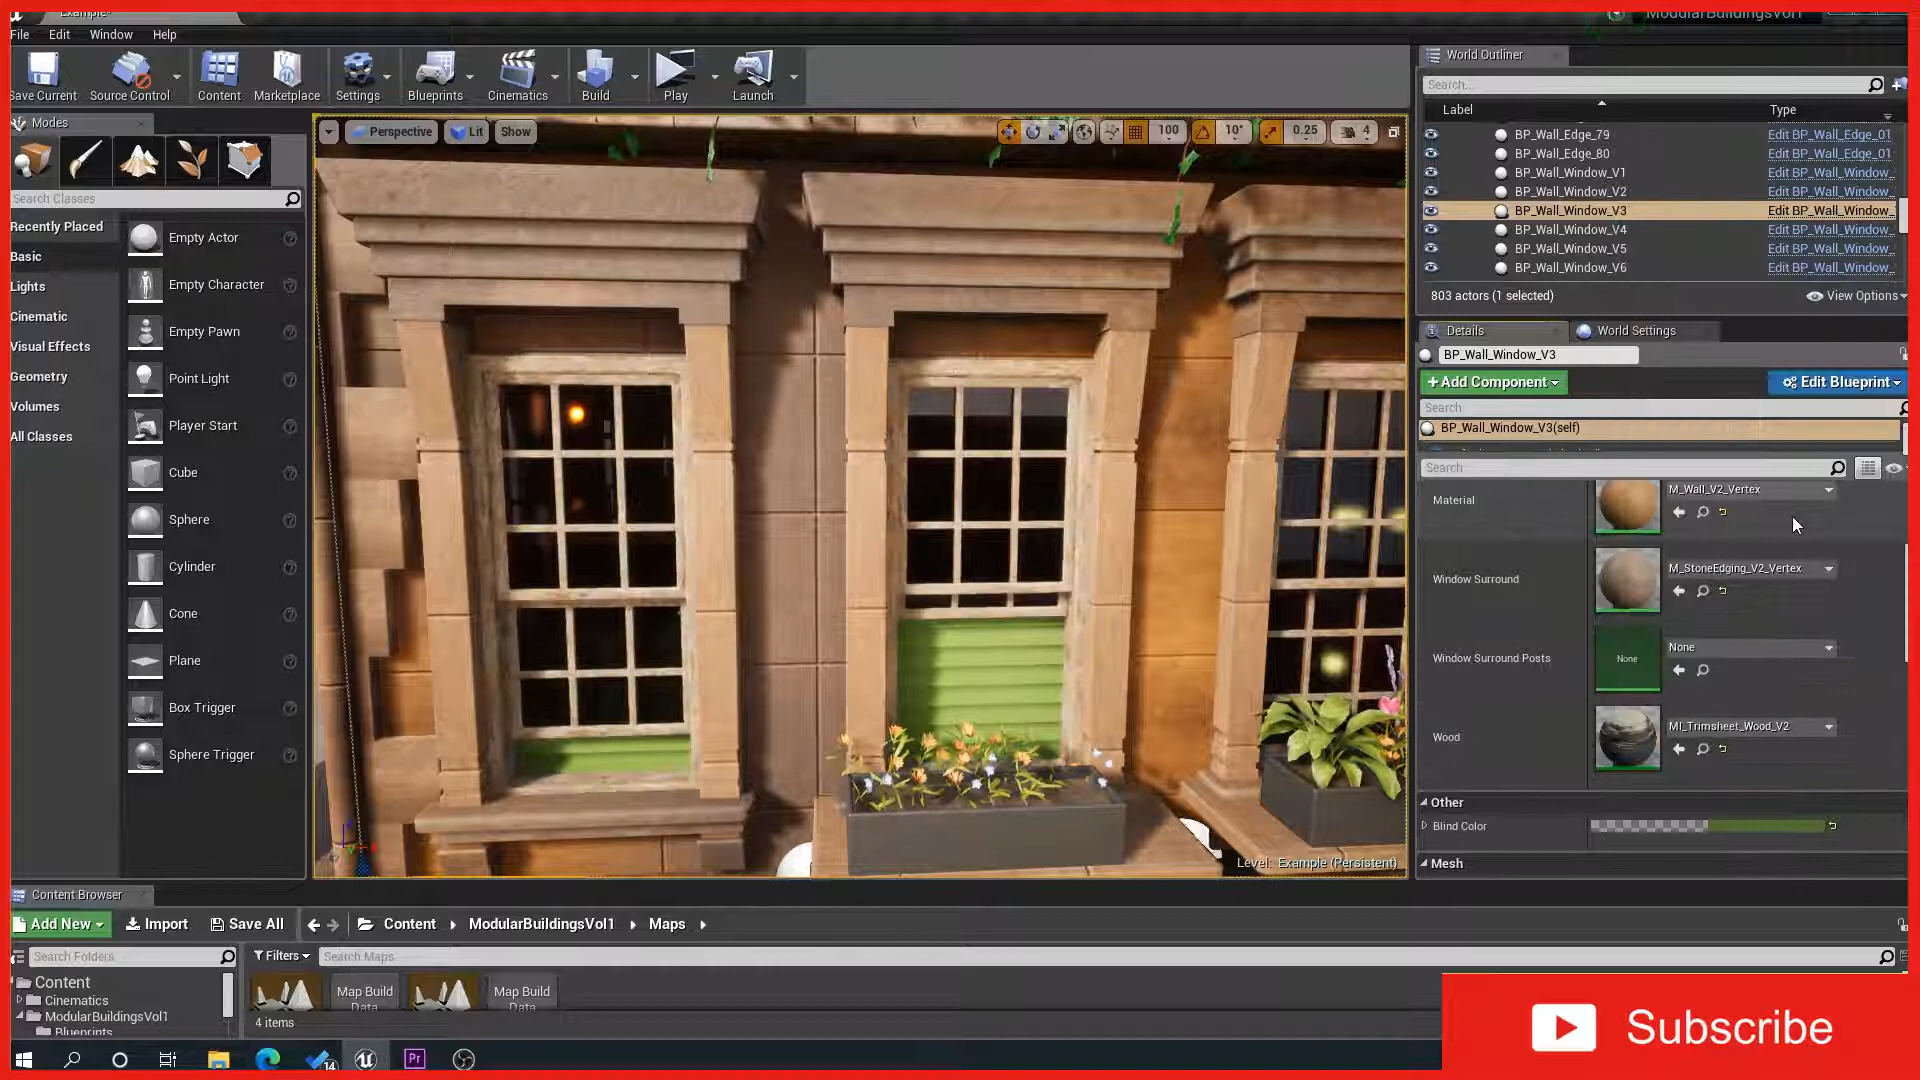 Example*
ModularBuildingsVol1
File Edit Window Help
Save Current
Source Control
Content
Marketplace
Settings
Blueprints
Cinematics
Build
Play
Launch
Modes
Search Classes
Recently Placed
Basic
Lights
Cinematic
Visual Effects
Geometry
Volumes
All Classes
Empty Actor
Empty Character
Empty Pawn
Point Light
Player Start
Cube
Sphere
Cylinder
Cone
Plane
Box Trigger
Sphere Trigger
Perspective Lit Show
100 10° 0.25 4
Level: Example (Persistent)
World Outliner
Search...
Label Type
BP_Wall_Edge_79 Edit BP_Wall_Edge_01
BP_Wall_Edge_80 Edit BP_Wall_Edge_01
BP_Wall_Window_V1 Edit BP_Wall_Window_
BP_Wall_Window_V2 Edit BP_Wall_Window_
BP_Wall_Window_V3 Edit BP_Wall_Window_
BP_Wall_Window_V4 Edit BP_Wall_Window_
BP_Wall_Window_V5 Edit BP_Wall_Window_
BP_Wall_Window_V6 Edit BP_Wall_Window_
803 actors (1 selected) View Options
Details World Settings
BP_Wall_Window_V3
+Add Component Edit Blueprint
Search
BP_Wall_Window_V3(self)
Search
Material M_Wall_V2_Vertex
Window Surround M_StoneEdging_V2_Vertex
Window Surround Posts None None
Wood MI_Trimsheet_Wood_V2
Other
Blind Color
Mesh
Content Browser
Add New Import Save All Content ModularBuildingsVol1 Maps
Search Folders Filters Search Maps
Content
Cinematics
ModularBuildingsVol1
Blueprints
Map Build
Data
Map Build
Data
4 items
14
Pr
Subscribe